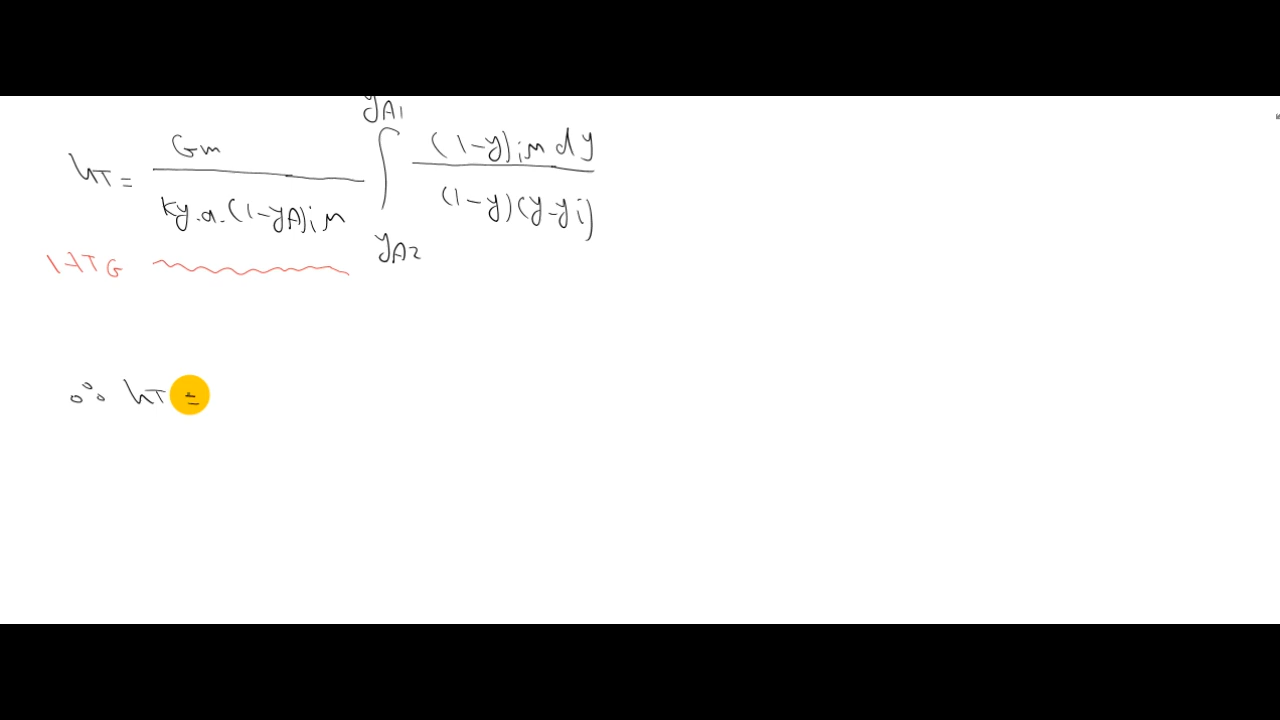 yA1
hT = Gm / ky.a.(1-yA)iM ∫ (1-y)iM dy / (1-y)(y-yi)
yA2
HTG
∴ hT =